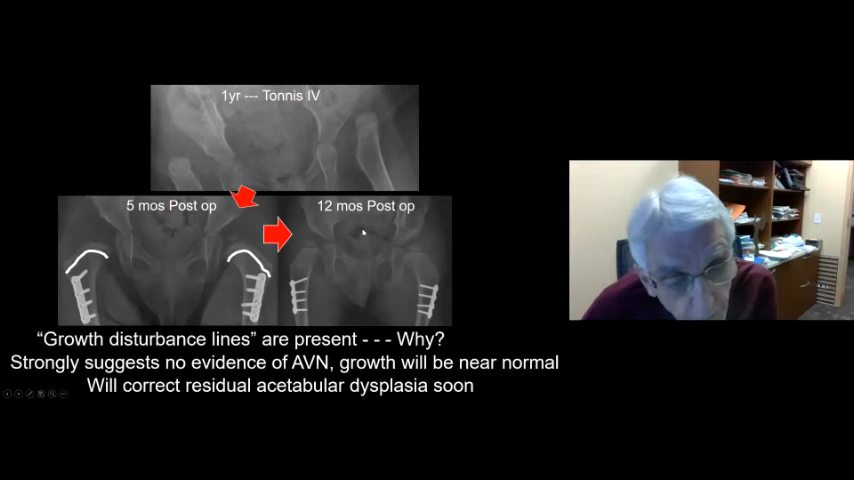 1yr --- Tonnis IV
5 mos Post op
12 mos Post op
“Growth disturbance lines” are present - - - Why?
Strongly suggests no evidence of AVN, growth will be near normal
Will correct residual acetabular dysplasia soon